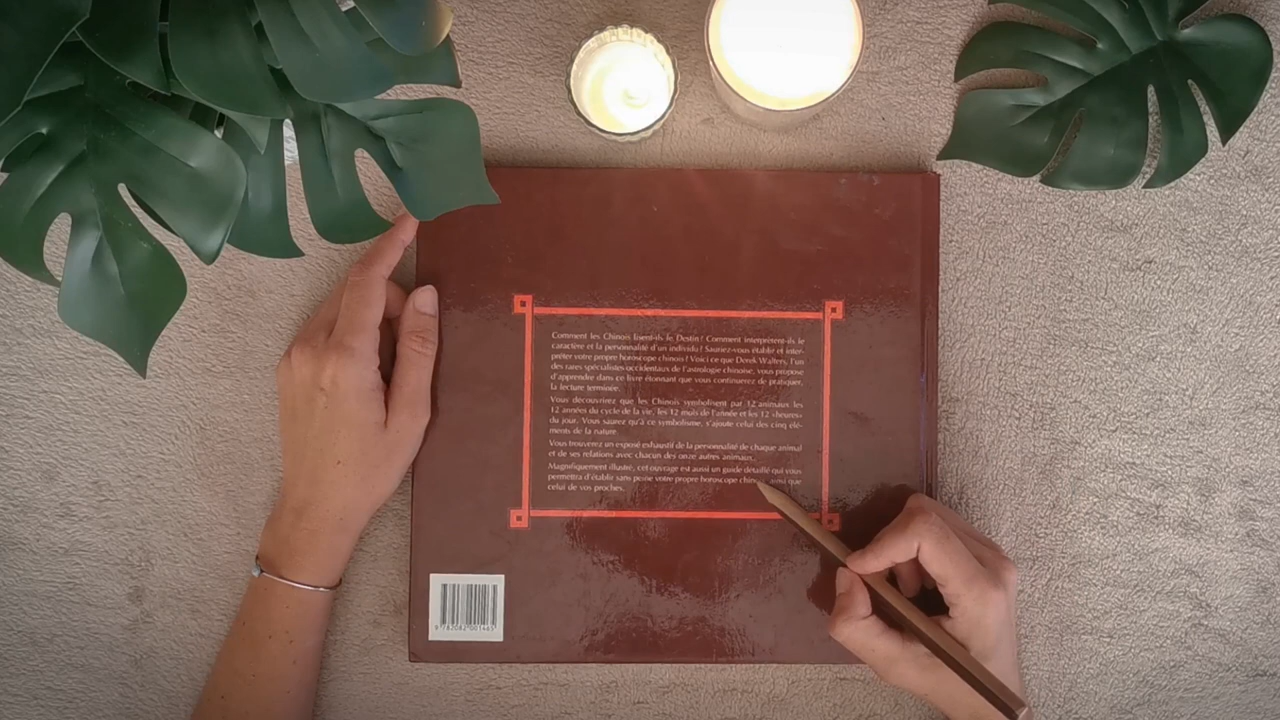 Comment les Chinois lisent-ils le Destin? Comment interprètent-ils le
caractère et la personnalité d'un individu? Sauriez-vous établir et inter-
préter votre propre horoscope chinois? Voici ce que Derek Walters, l'un
des rares spécialistes occidentaux de l'astrologie chinoise, vous propose
d'apprendre dans ce livre étonnant que vous continuerez de pratiquer,
la lecture terminée.
Vous découvrirez que les Chinois symbolisent par 12 animaux les
12 années du cycle de la vie, les 12 mois de l'année et les 12 «heures»
du jour. Vous saurez qu'à ce symbolisme, s'ajoute celui des cinq élé-
ments de la nature.
Vous trouverez un exposé exhaustif de la personnalité de chaque animal
et de ses relations avec chacun des onze autres animaux.
Magnifiquement illustré, cet ouvrage est aussi un guide détaillé qui vous
permettra d'établir sans peine votre propre horoscope ainsi que
celui de vos proches.
9 782082 001465